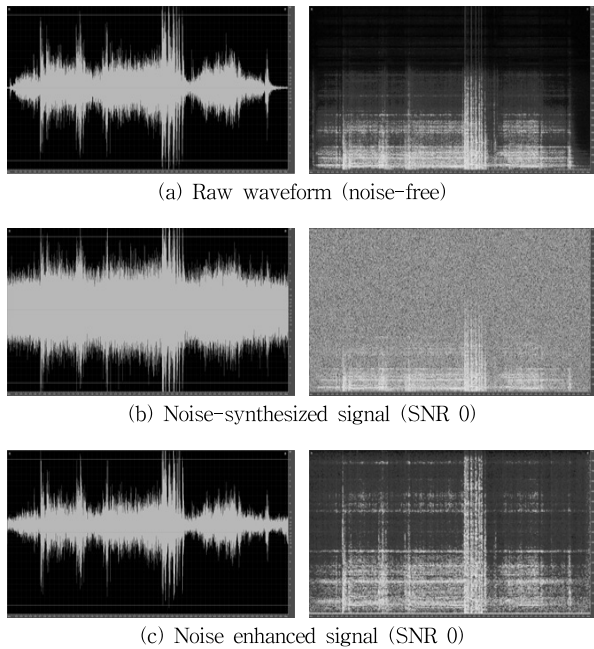 (a) Raw waveform (noise-free)
(b) Noise-synthesized signal (SNR 0)
(c) Noise enhanced signal (SNR 0)